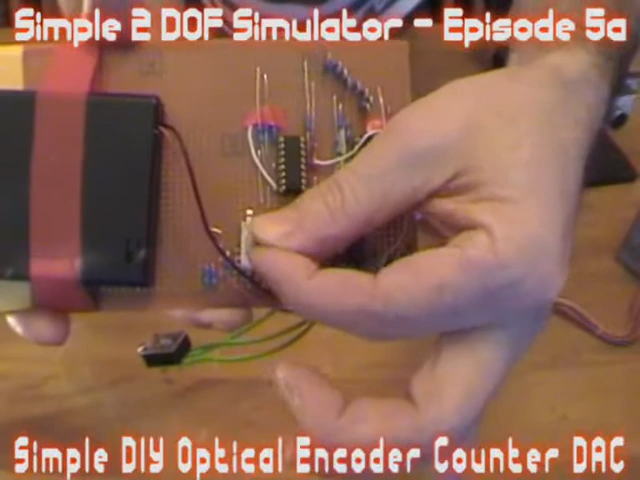 Simple 2 DOF Simulator - Episode 5a
Simple DIY Optical Encoder Counter DAC